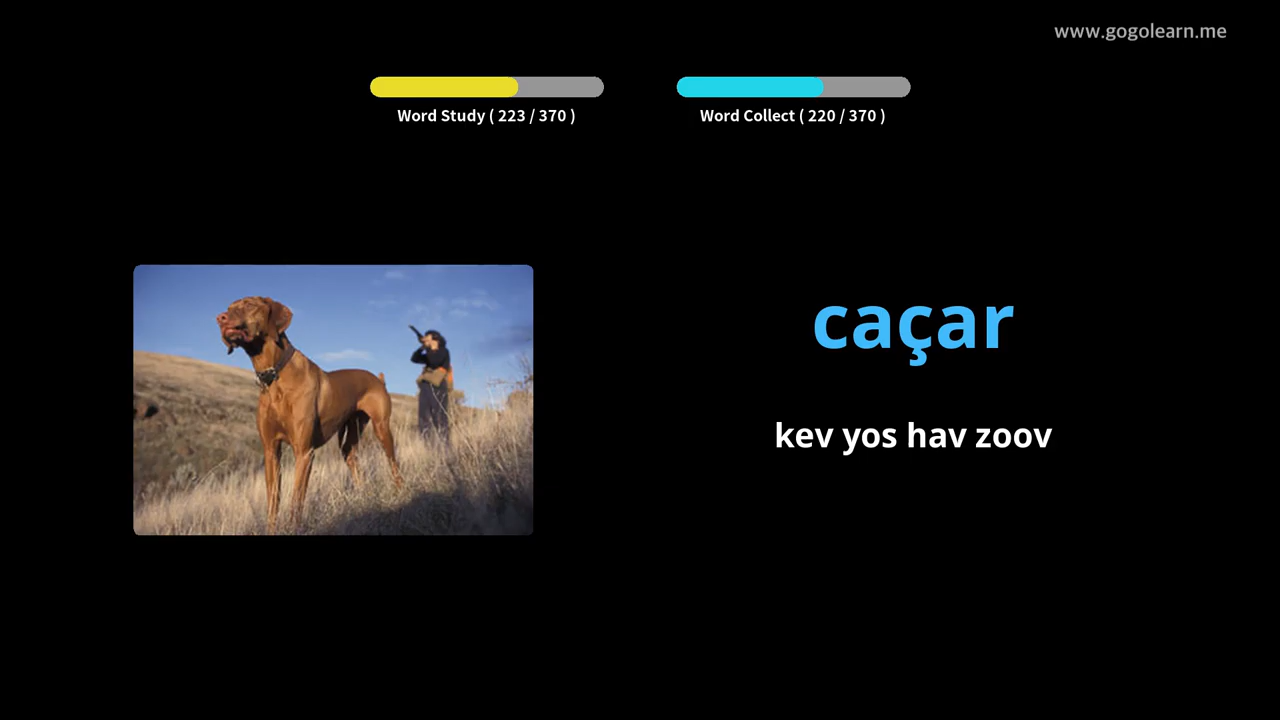 www.gogolearn.me
Word Study ( 223 / 370 )
Word Collect ( 220 / 370 )
caçar
kev yos hav zoov